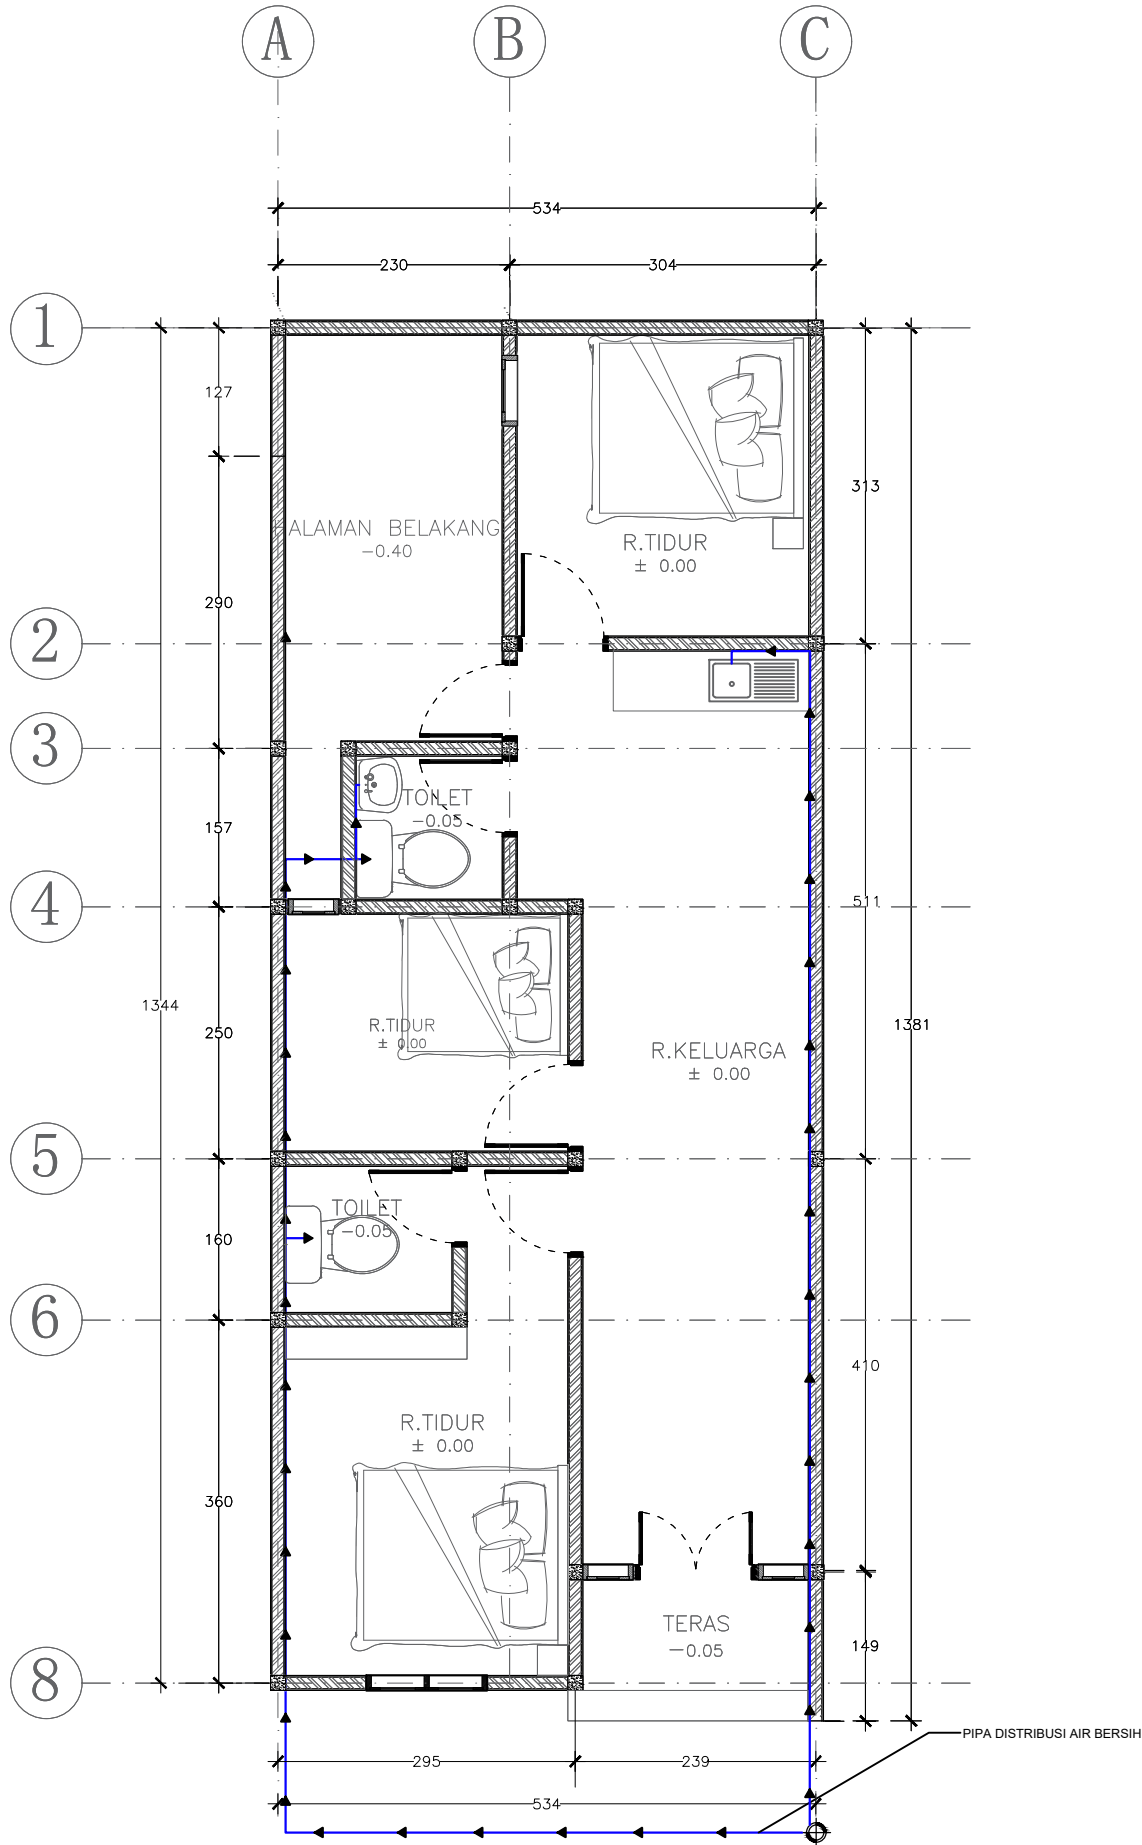 A
B
C
534
230
304
1
127
313
ALAMAN BELAKANG
-0.40
R.TIDUR
± 0.00
290
2
3
TOILET
-0.05
157
4
511
1344
250
R.TIDUR
± 0.00
1381
R.KELUARGA
± 0.00
5
TOILET
-0.05
160
6
410
R.TIDUR
± 0.00
360
TERAS
-0.05
149
8
PIPA DISTRIBUSI AIR BERSIH
295
239
534